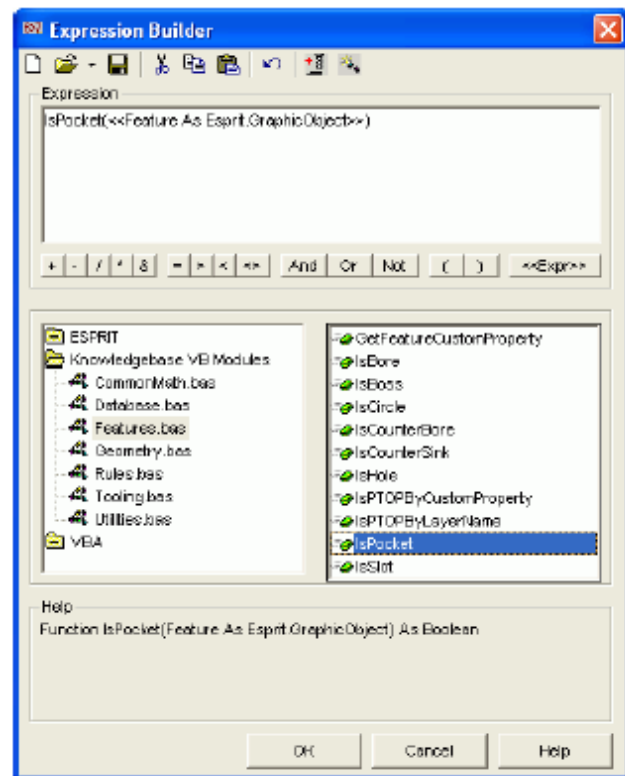 Expression Builder
Expression
IsPocket(<<Feature As Esprit.GraphicObject>>)
+ - / * & = > < <> And Or Not ( ) <<Expr>>
ESPRIT
Knowledgebase VB Modules
CommonMath.bas
Database.bas
Features.bas
Geometry.bas
Rules.bas
Tooling.bas
Utilities.bas
VBA
GetFeatureCustomProperty
IsBore
IsBoss
IsCircle
IsCounterBore
IsCounterSink
IsHole
IsPTOPByCustomProperty
IsPTOPByLayerName
IsPocket
IsSlot
Help
Function IsPocket(Feature As Esprit.GraphicObject) As Boolean
OK Cancel Help